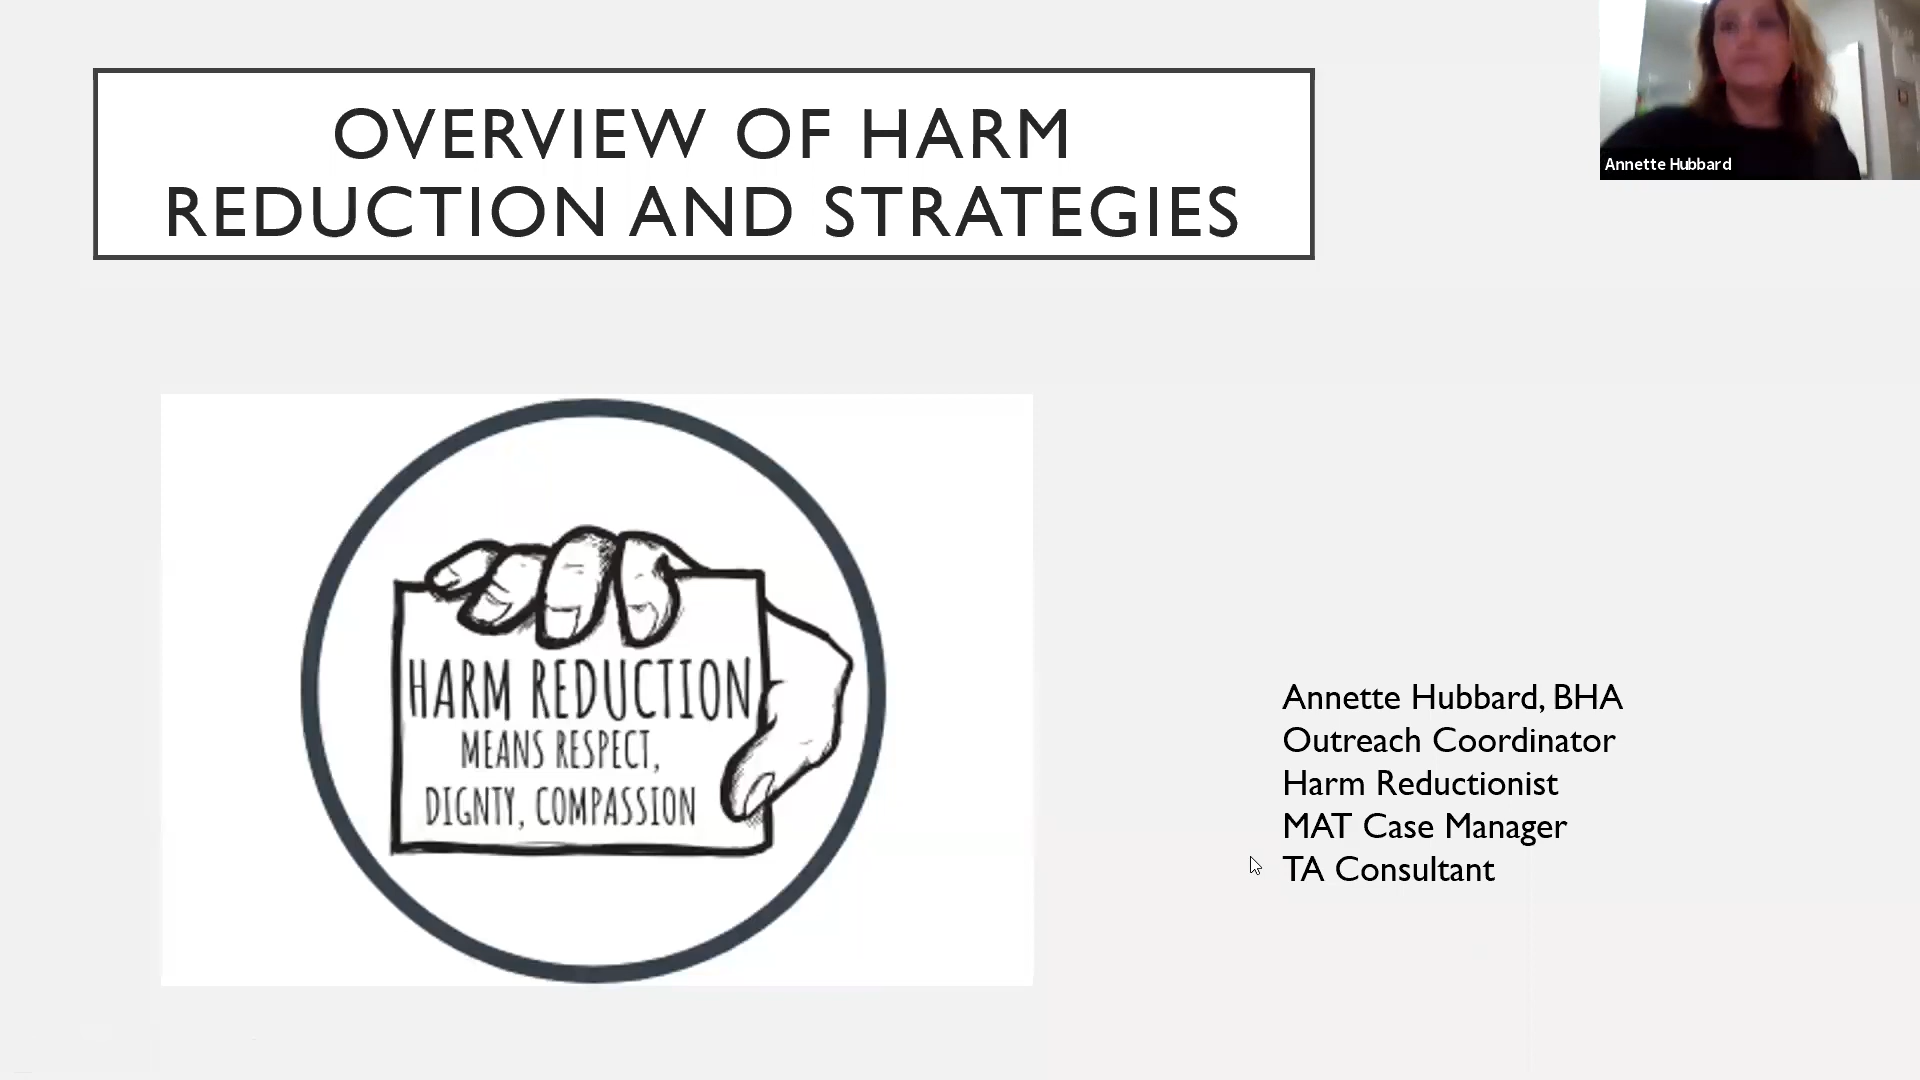 OVERVIEW OF HARM
REDUCTION AND STRATEGIES
Annette Hubbard
HARM REDUCTION
MEANS RESPECT,
DIGNTY, COMPASSION
Annette Hubbard, BHA
Outreach Coordinator
Harm Reductionist
MAT Case Manager
TA Consultant